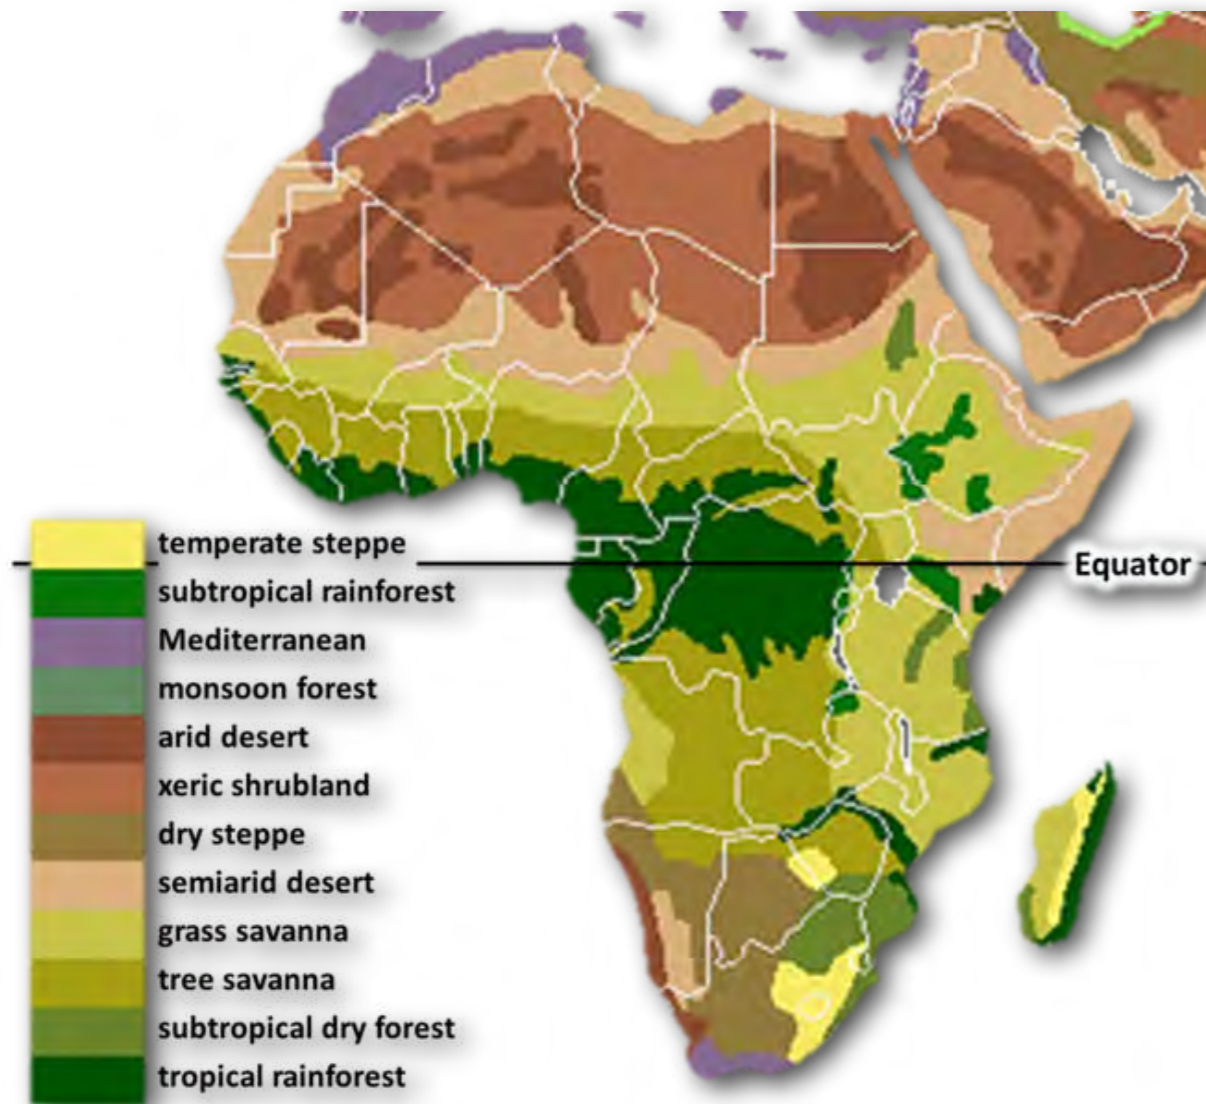 temperate steppe
Equator
subtropical rainforest
Mediterranean
monsoon forest
arid desert
xeric shrubland
dry steppe
semiarid desert
grass savanna
tree savanna
subtropical dry forest
tropical rainforest